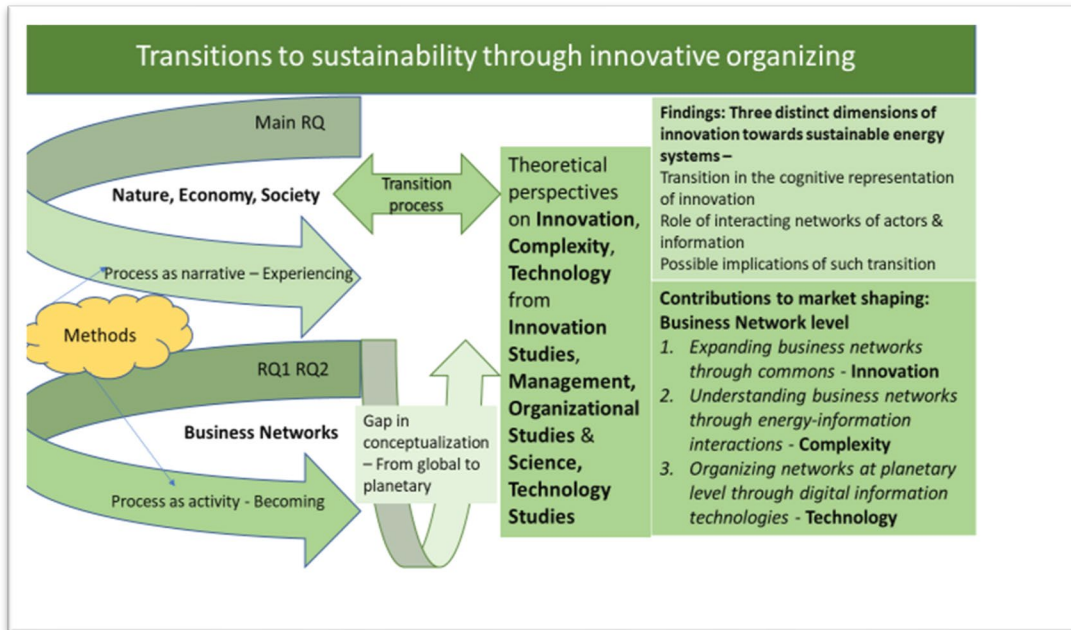 Transitions to sustainability through innovative organizing
Main RQ
Nature, Economy, Society
Process as narrative – Experiencing
Methods
RQ1 RQ2
Business Networks
Process as activity - Becoming
Transition
process
Gap in
conceptualization
– From global to
planetary
Theoretical
perspectives
on Innovation,
Complexity,
Technology
from
Innovation
Studies,
Management,
Organizational
Studies &
Science,
Technology
Studies
Findings: Three distinct dimensions of
innovation towards sustainable energy
systems –
Transition in the cognitive representation
of innovation
Role of interacting networks of actors &
information
Possible implications of such transition
Contributions to market shaping:
Business Network level
1. Expanding business networks
through commons - Innovation
2. Understanding business networks
through energy-information
interactions - Complexity
3. Organizing networks at planetary
level through digital information
technologies - Technology